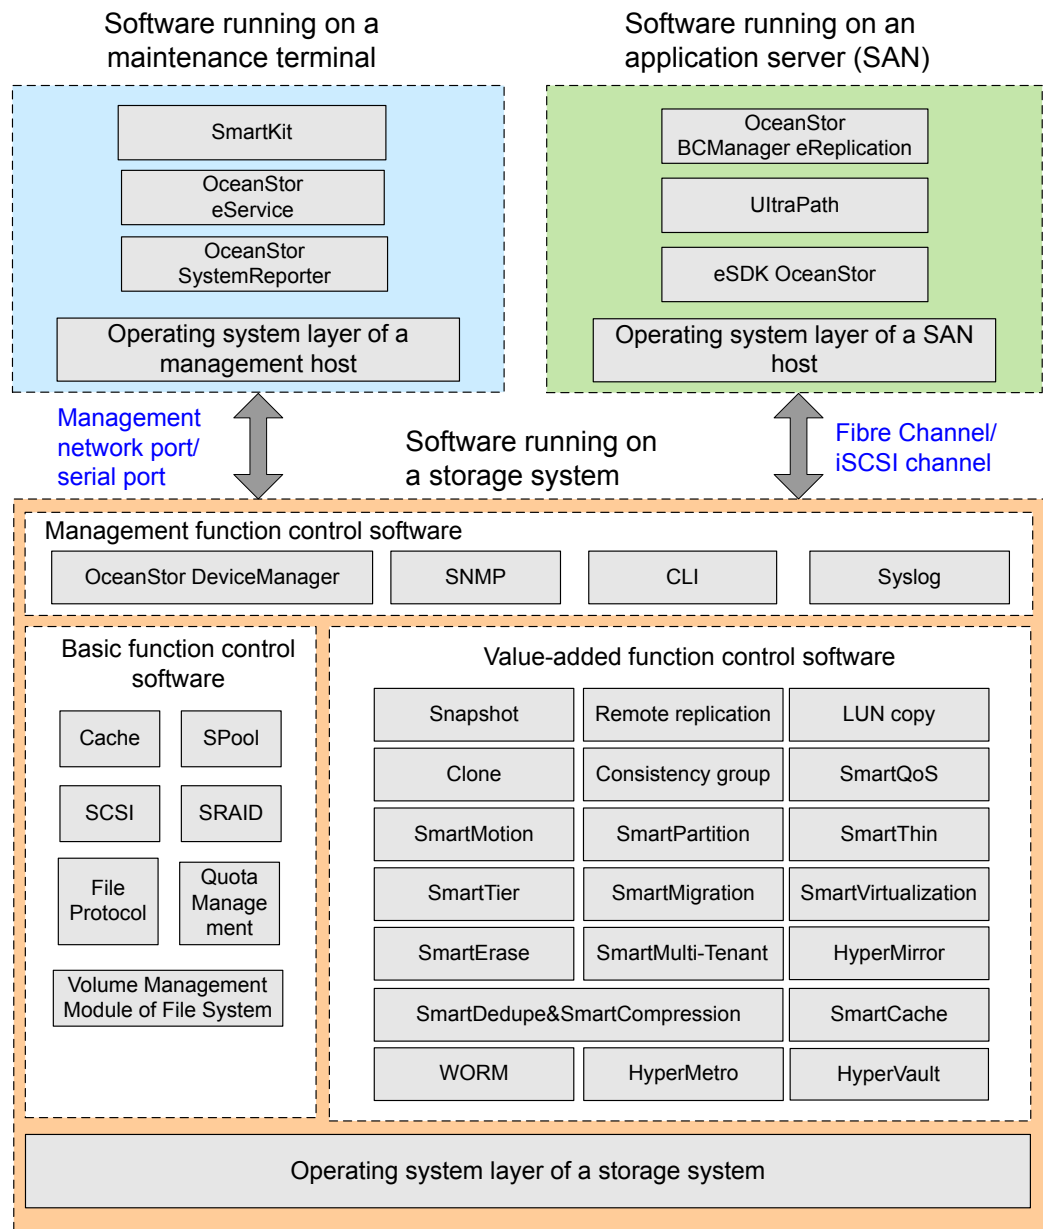 Software running on a
maintenance terminal
Software running on an
application server (SAN)
SmartKit
OceanStor
eService
OceanStor
SystemReporter
Operating system layer of a
management host
OceanStor
BCManager eReplication
UltraPath
eSDK OceanStor
Operating system layer of a SAN
host
Management
network port/
serial port
Software running on
a storage system
Fibre Channel/
iSCSI channel
Management function control software
OceanStor DeviceManager
SNMP
CLI
Syslog
Basic function control
software
Cache
SPool
SCSI
SRAID
File
Protocol
Quota
Manage
ment
Volume Management
Module of File System
Value-added function control software
Snapshot
Remote replication
LUN copy
Clone
Consistency group
SmartQoS
SmartMotion
SmartPartition
SmartThin
SmartTier
SmartMigration
SmartVirtualization
SmartErase
SmartMulti-Tenant
HyperMirror
SmartDedupe&SmartCompression
SmartCache
WORM
HyperMetro
HyperVault
Operating system layer of a storage system